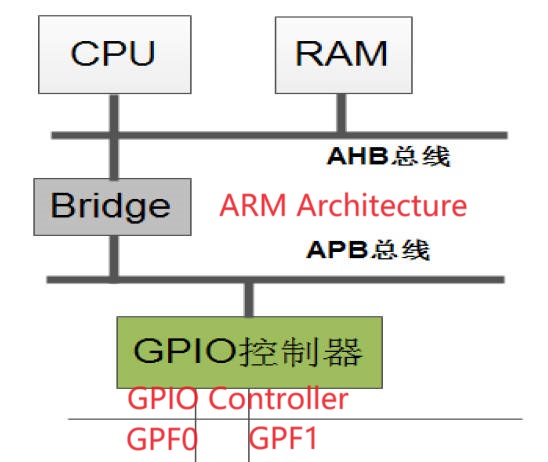 CPU
RAM
AHB总线
Bridge
ARM Architecture
APB总线
GPIO控制器
GPIO Controller
GPF0
GPF1